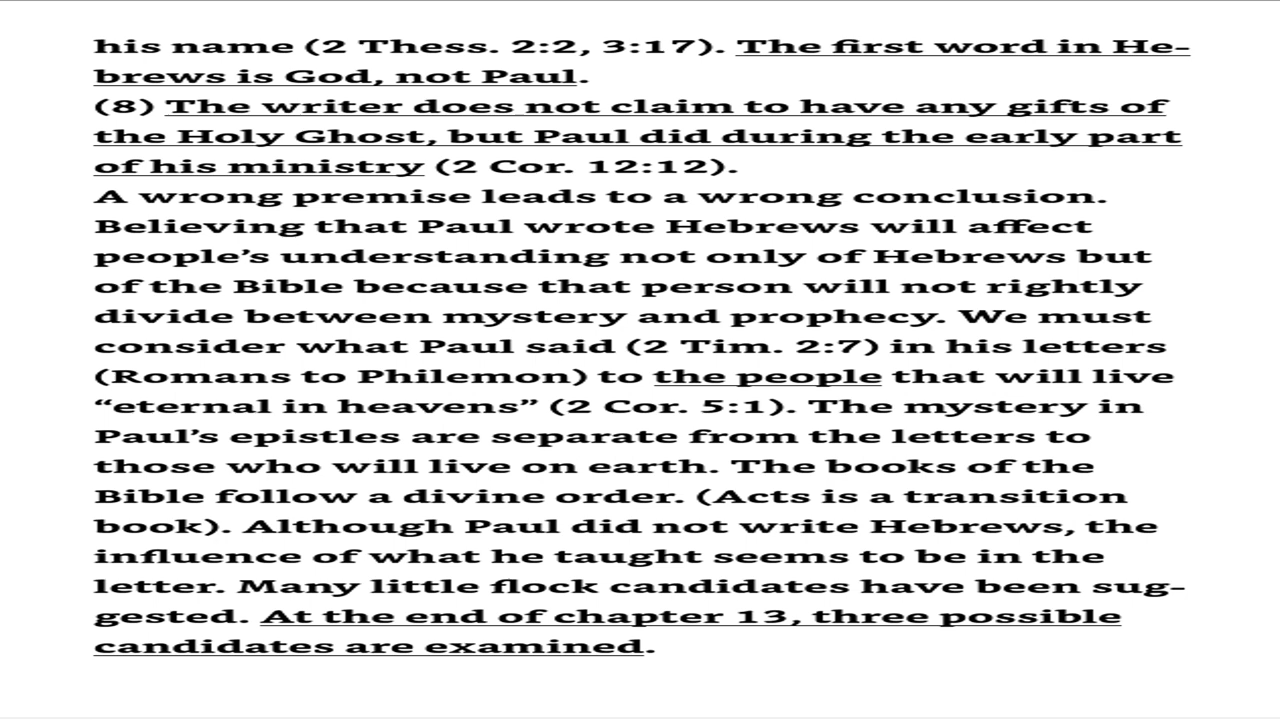 his name (2 Thess. 2:2, 3:17). The first word in He-
brews is God, not Paul.
(8) The writer does not claim to have any gifts of
the Holy Ghost, but Paul did during the early part
of his ministry (2 Cor. 12:12).
A wrong premise leads to a wrong conclusion.
Believing that Paul wrote Hebrews will affect
people’s understanding not only of Hebrews but
of the Bible because that person will not rightly
divide between mystery and prophecy. We must
consider what Paul said (2 Tim. 2:7) in his letters
(Romans to Philemon) to the people that will live
“eternal in heavens” (2 Cor. 5:1). The mystery in
Paul’s epistles are separate from the letters to
those who will live on earth. The books of the
Bible follow a divine order. (Acts is a transition
book). Although Paul did not write Hebrews, the
influence of what he taught seems to be in the
letter. Many little flock candidates have been sug-
gested. At the end of chapter 13, three possible
candidates are examined.